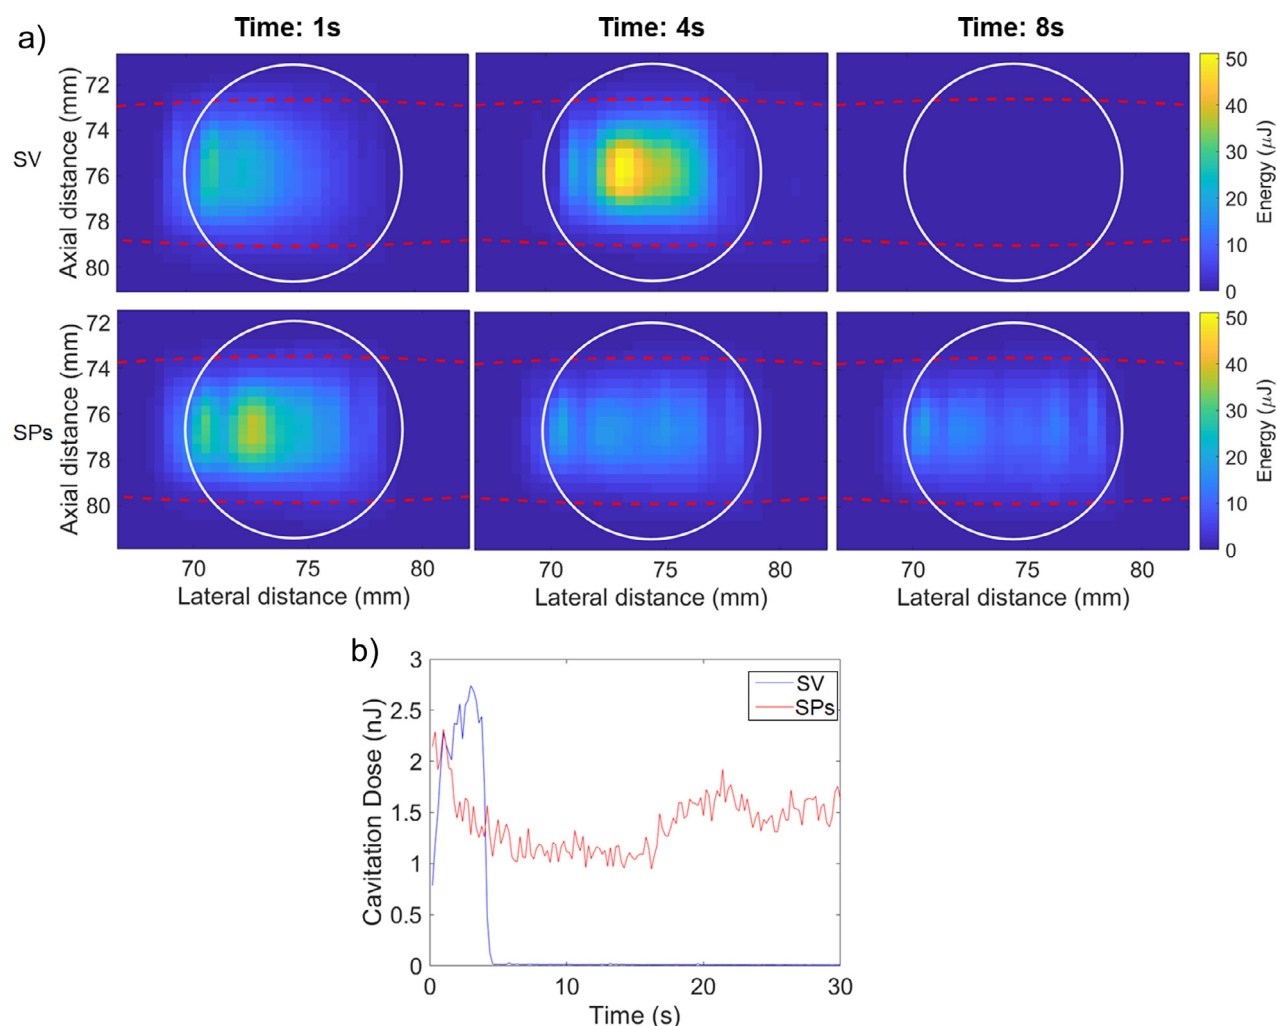 a)
Time: 1s
Time: 4s
Time: 8s
SV
Axial distance (mm)
72
74
76
78
80
50
40
30
20
10
0
Energy (μJ)
SPs
Axial distance (mm)
72
74
76
78
80
50
40
30
20
10
0
Energy (μJ)
70 75 80
70 75 80
70 75 80
Lateral distance (mm)
Lateral distance (mm)
Lateral distance (mm)
b)
Cavitation Dose (nJ)
3
2.5
2
1.5
1
0.5
0
SV
SPs
0 10 20 30
Time (s)